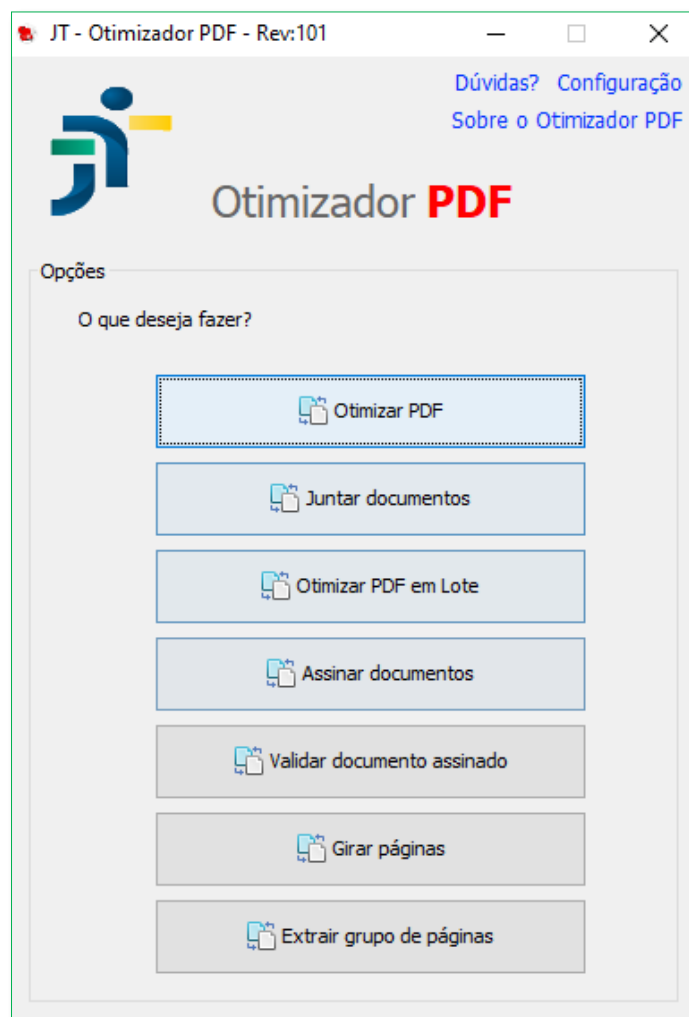 JT - Otimizador PDF - Rev:101
Dúvidas? Configuração
Sobre o Otimizador PDF
Otimizador PDF
Opções
O que deseja fazer?
Otimizar PDF
Juntar documentos
Otimizar PDF em Lote
Assinar documentos
Validar documento assinado
Girar páginas
Extrair grupo de páginas